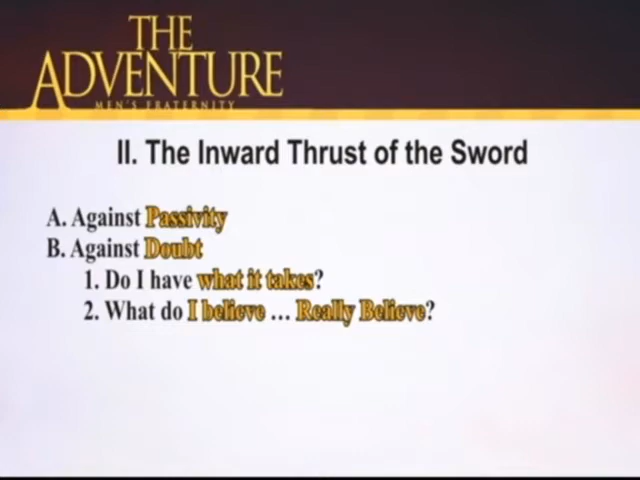 THE
ADVENTURE
MEN'S FRATERNITY
II. The Inward Thrust of the Sword
A. Against Passivity
B. Against Doubt
1. Do I have what it takes?
2. What do I believe ... Really Believe?